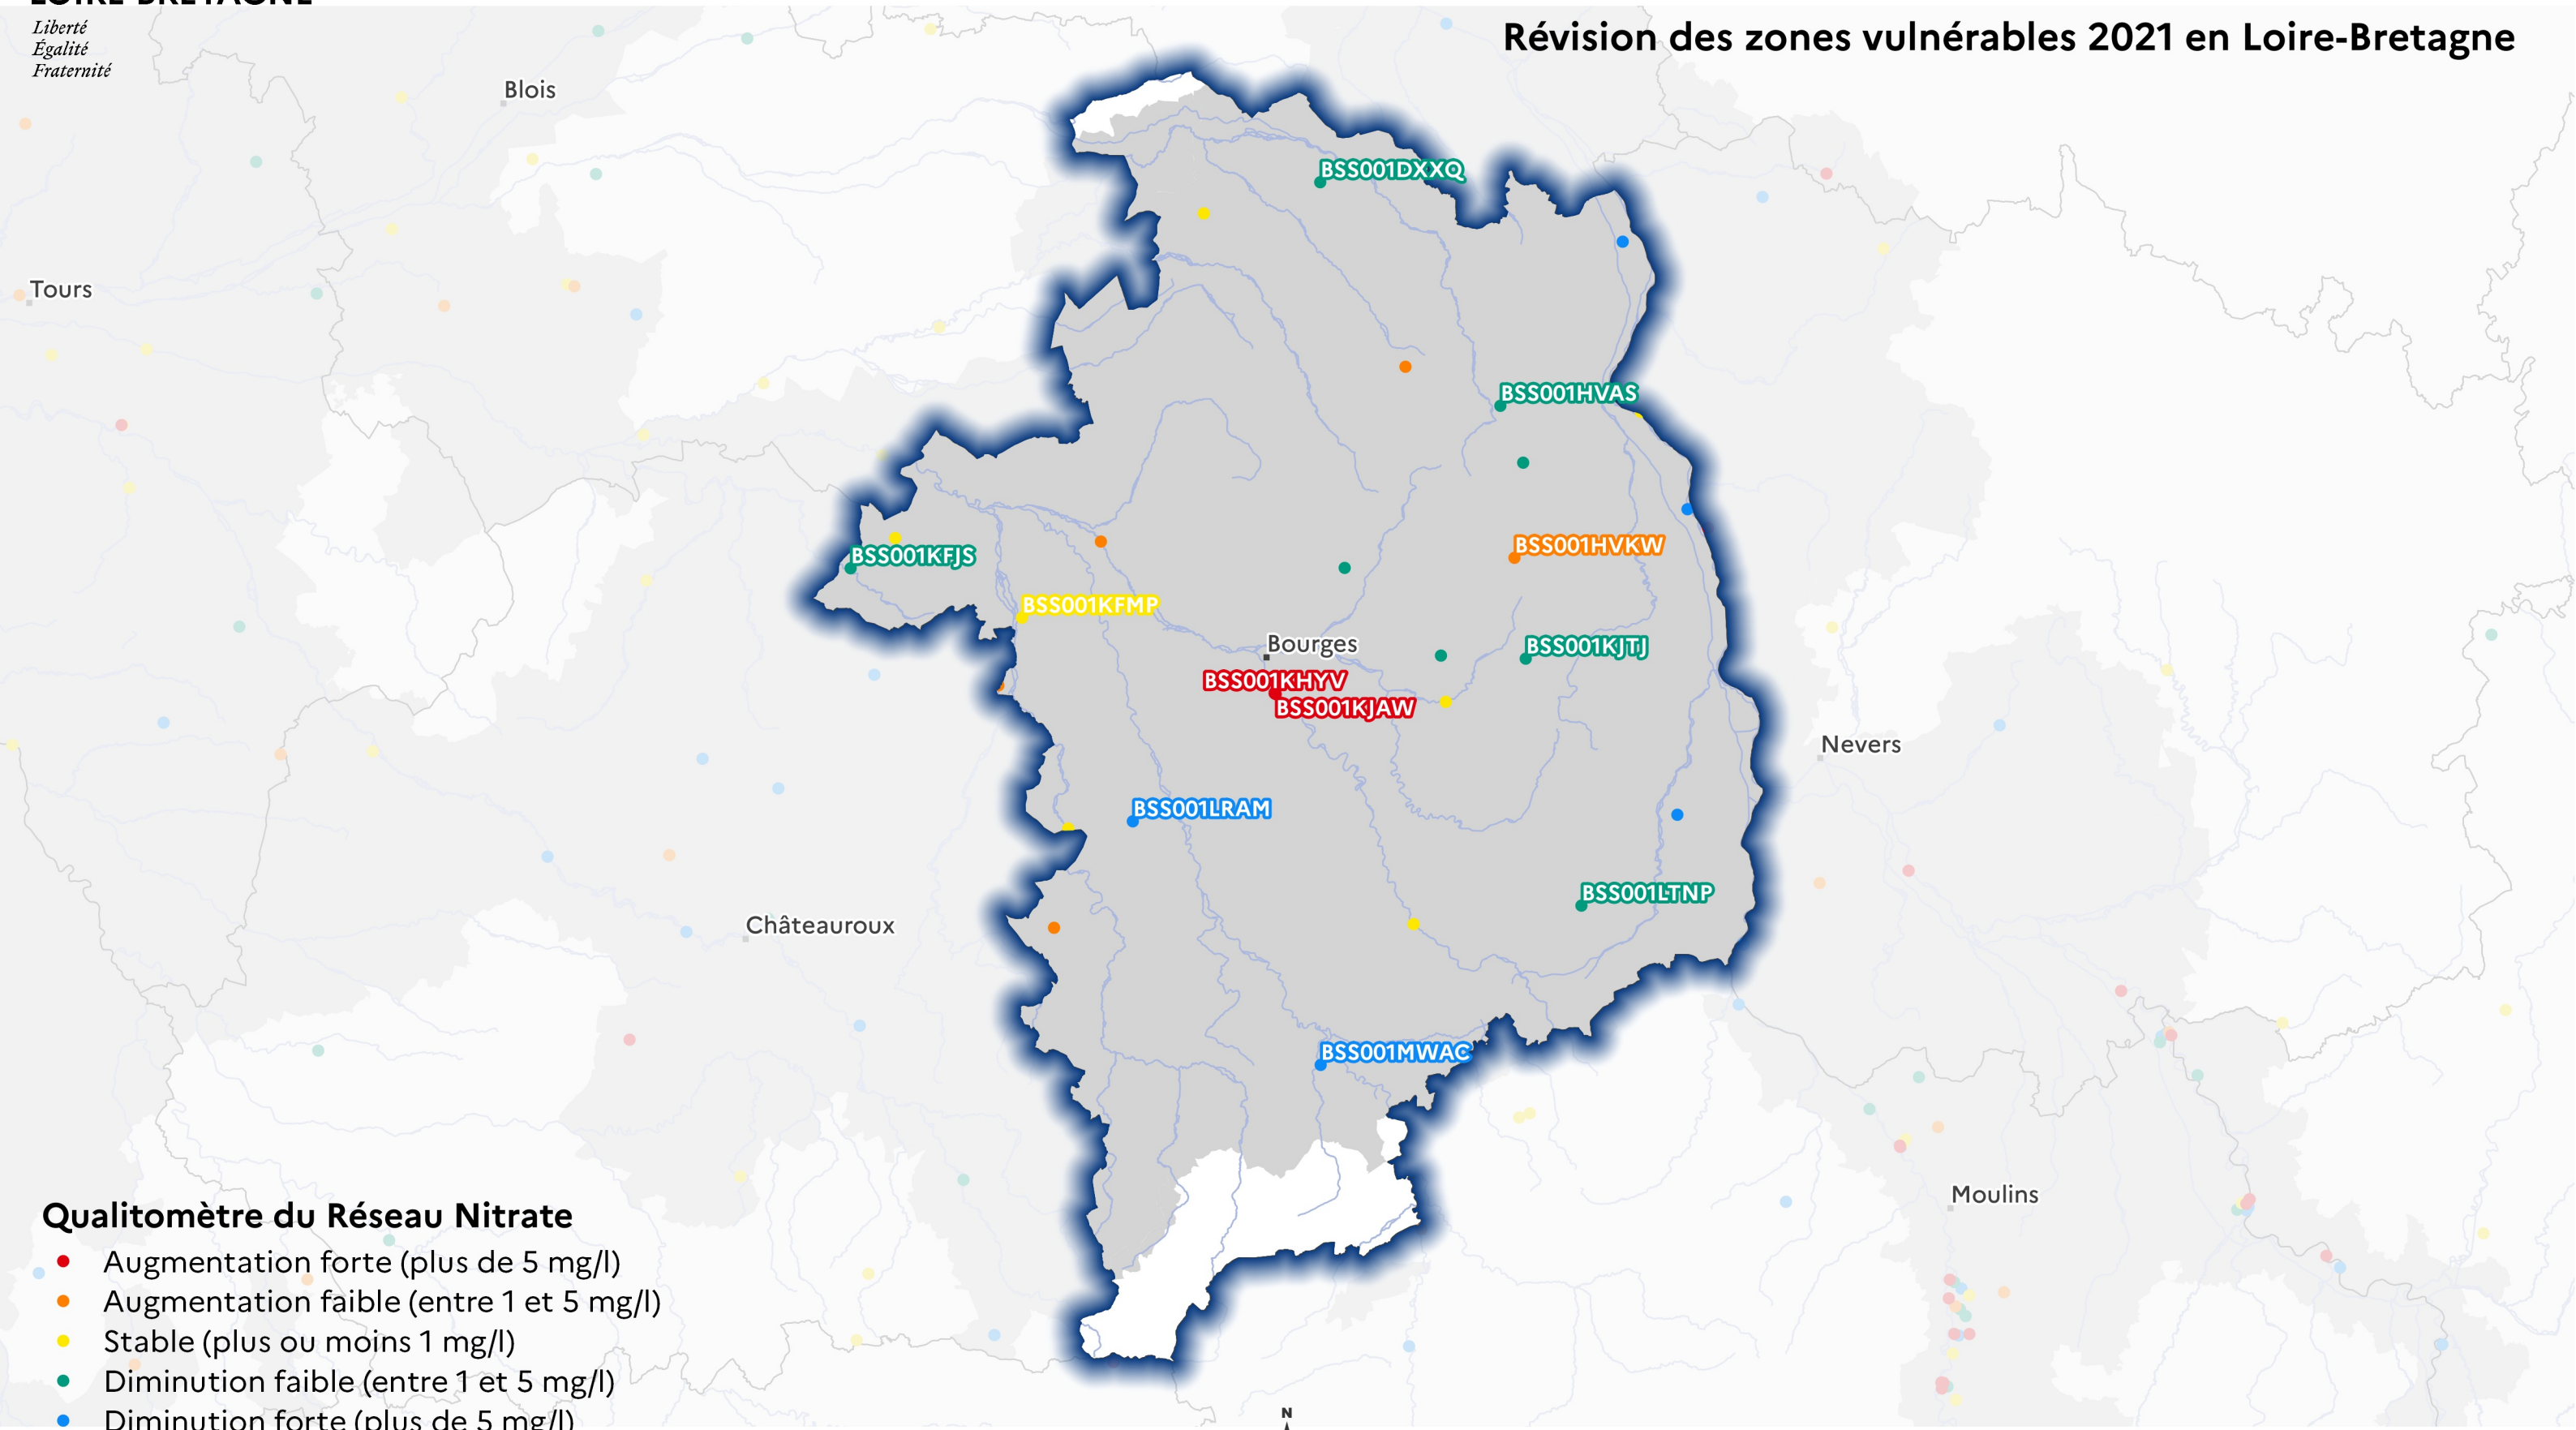 LOIRE-BRETAGNE
Liberté
Égalité
Fraternité
Révision des zones vulnérables 2021 en Loire-Bretagne
Blois
BSS001DXXQ
Tours
BSS001HVAS
BSS001HVKW
BSS001KFJS
BSS001KFMP
Bourges
BSS001KJTJ
BSS001KHYV
BSS001KJAW
Nevers
BSS001LRAM
BSS001LTNP
Châteauroux
BSS001MWAC
Moulins
Qualitomètre du Réseau Nitrate
Augmentation forte (plus de 5 mg/l)
Augmentation faible (entre 1 et 5 mg/l)
Stable (plus ou moins 1 mg/l)
Diminution faible (entre 1 et 5 mg/l)
Diminution forte (plus de 5 mg/l)
N